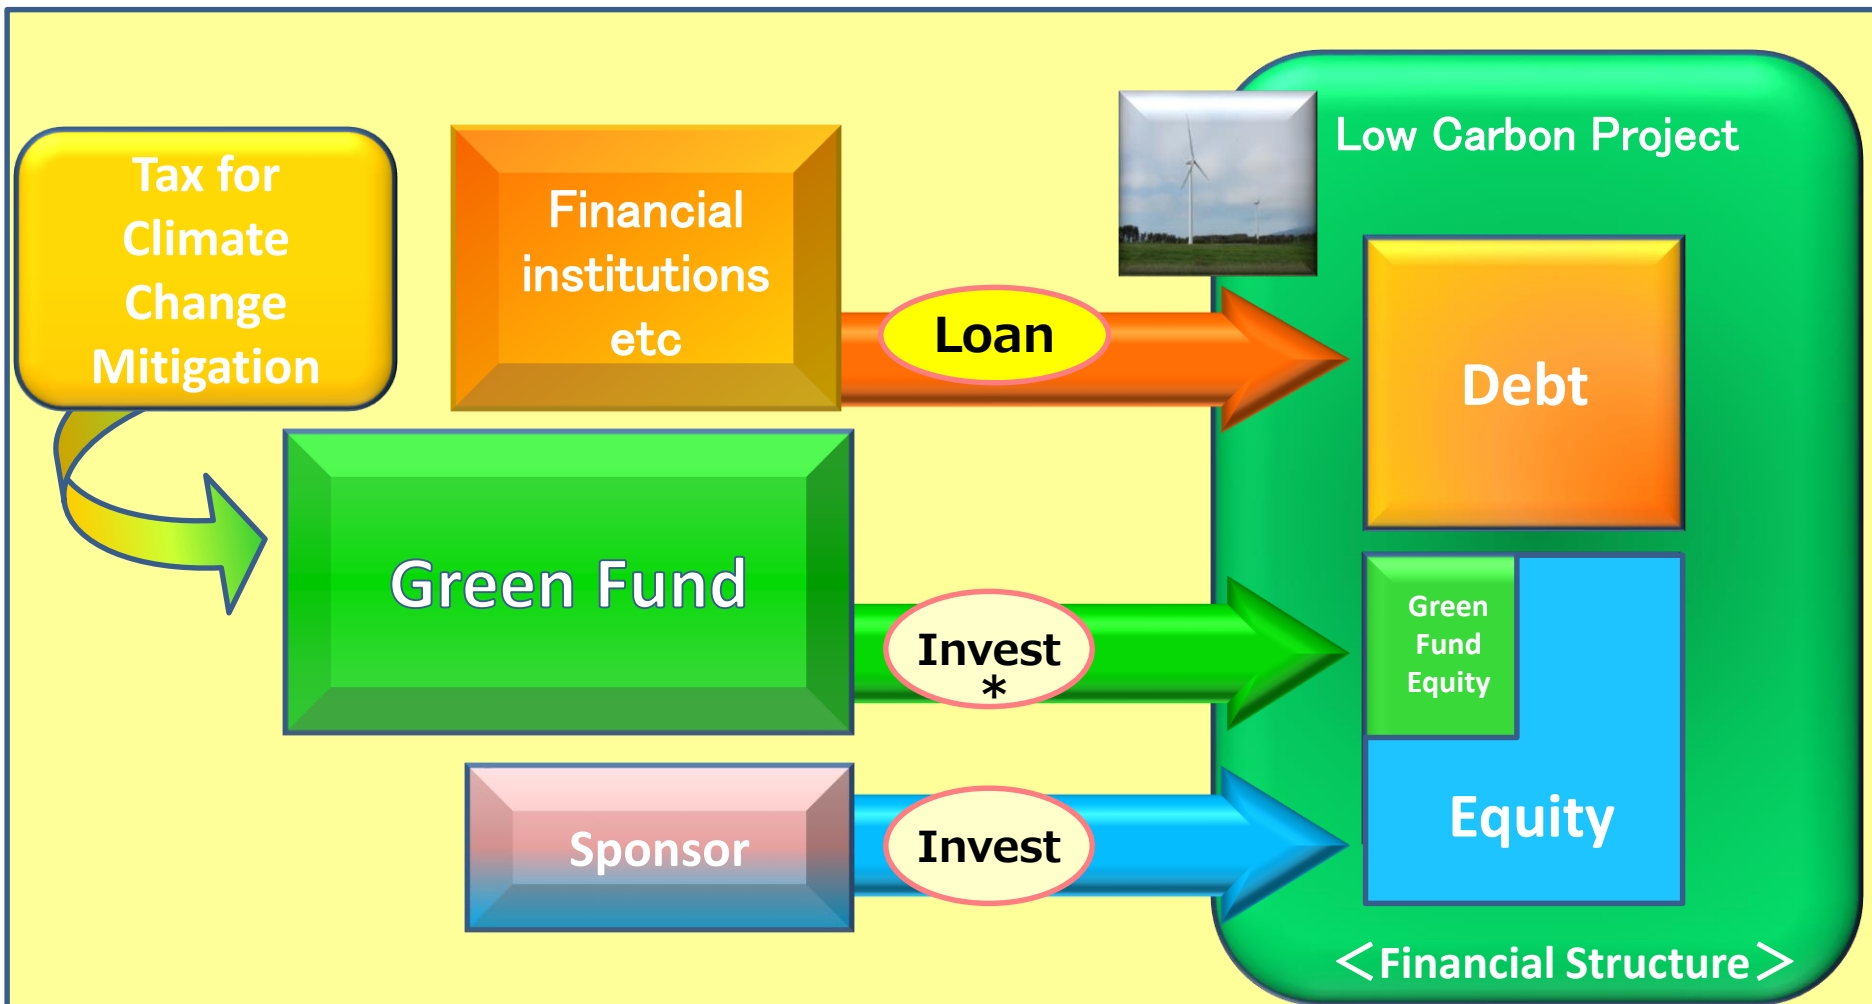 Tax for
Climate
Change
Mitigation
Financial
institutions
etc
Loan
Low Carbon Project
Debt
Green Fund
Invest
*
Green
Fund
Equity
Sponsor
Invest
Equity
＜Financial Structure＞